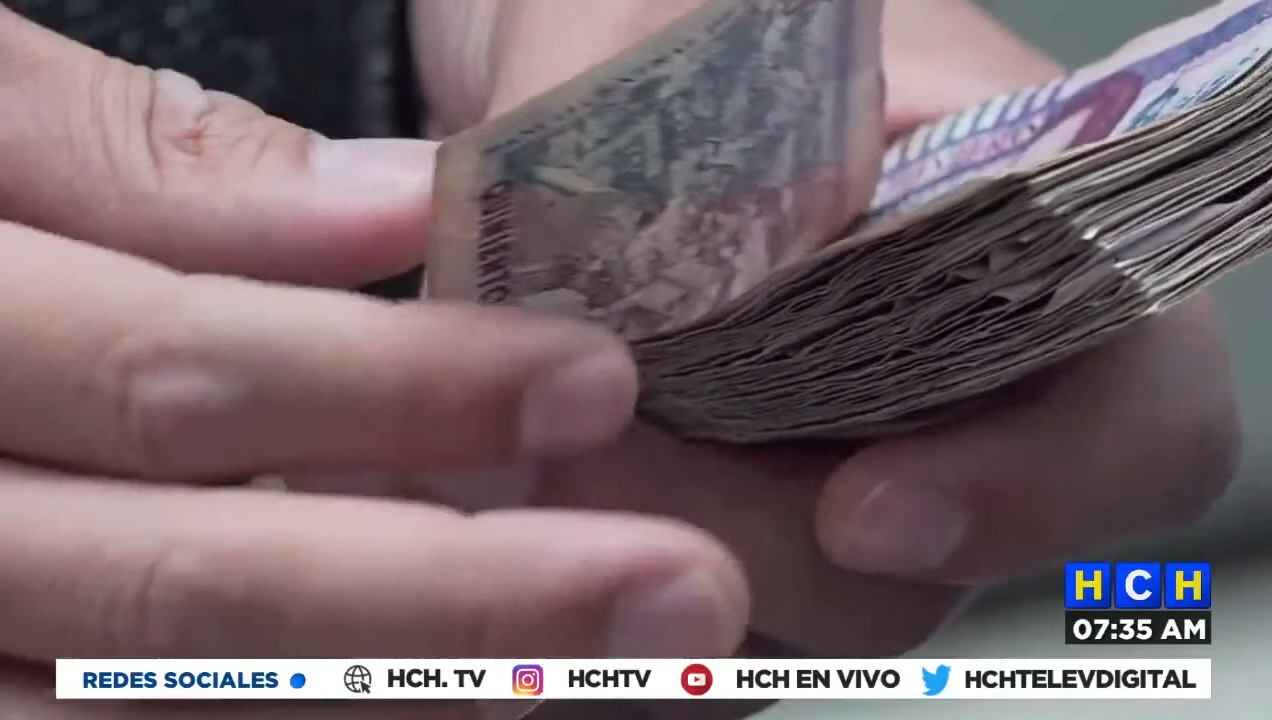 HCH
07:35 AM
REDES SOCIALES HCH. TV HCHTV HCH EN VIVO HCHTELEVDIGITAL